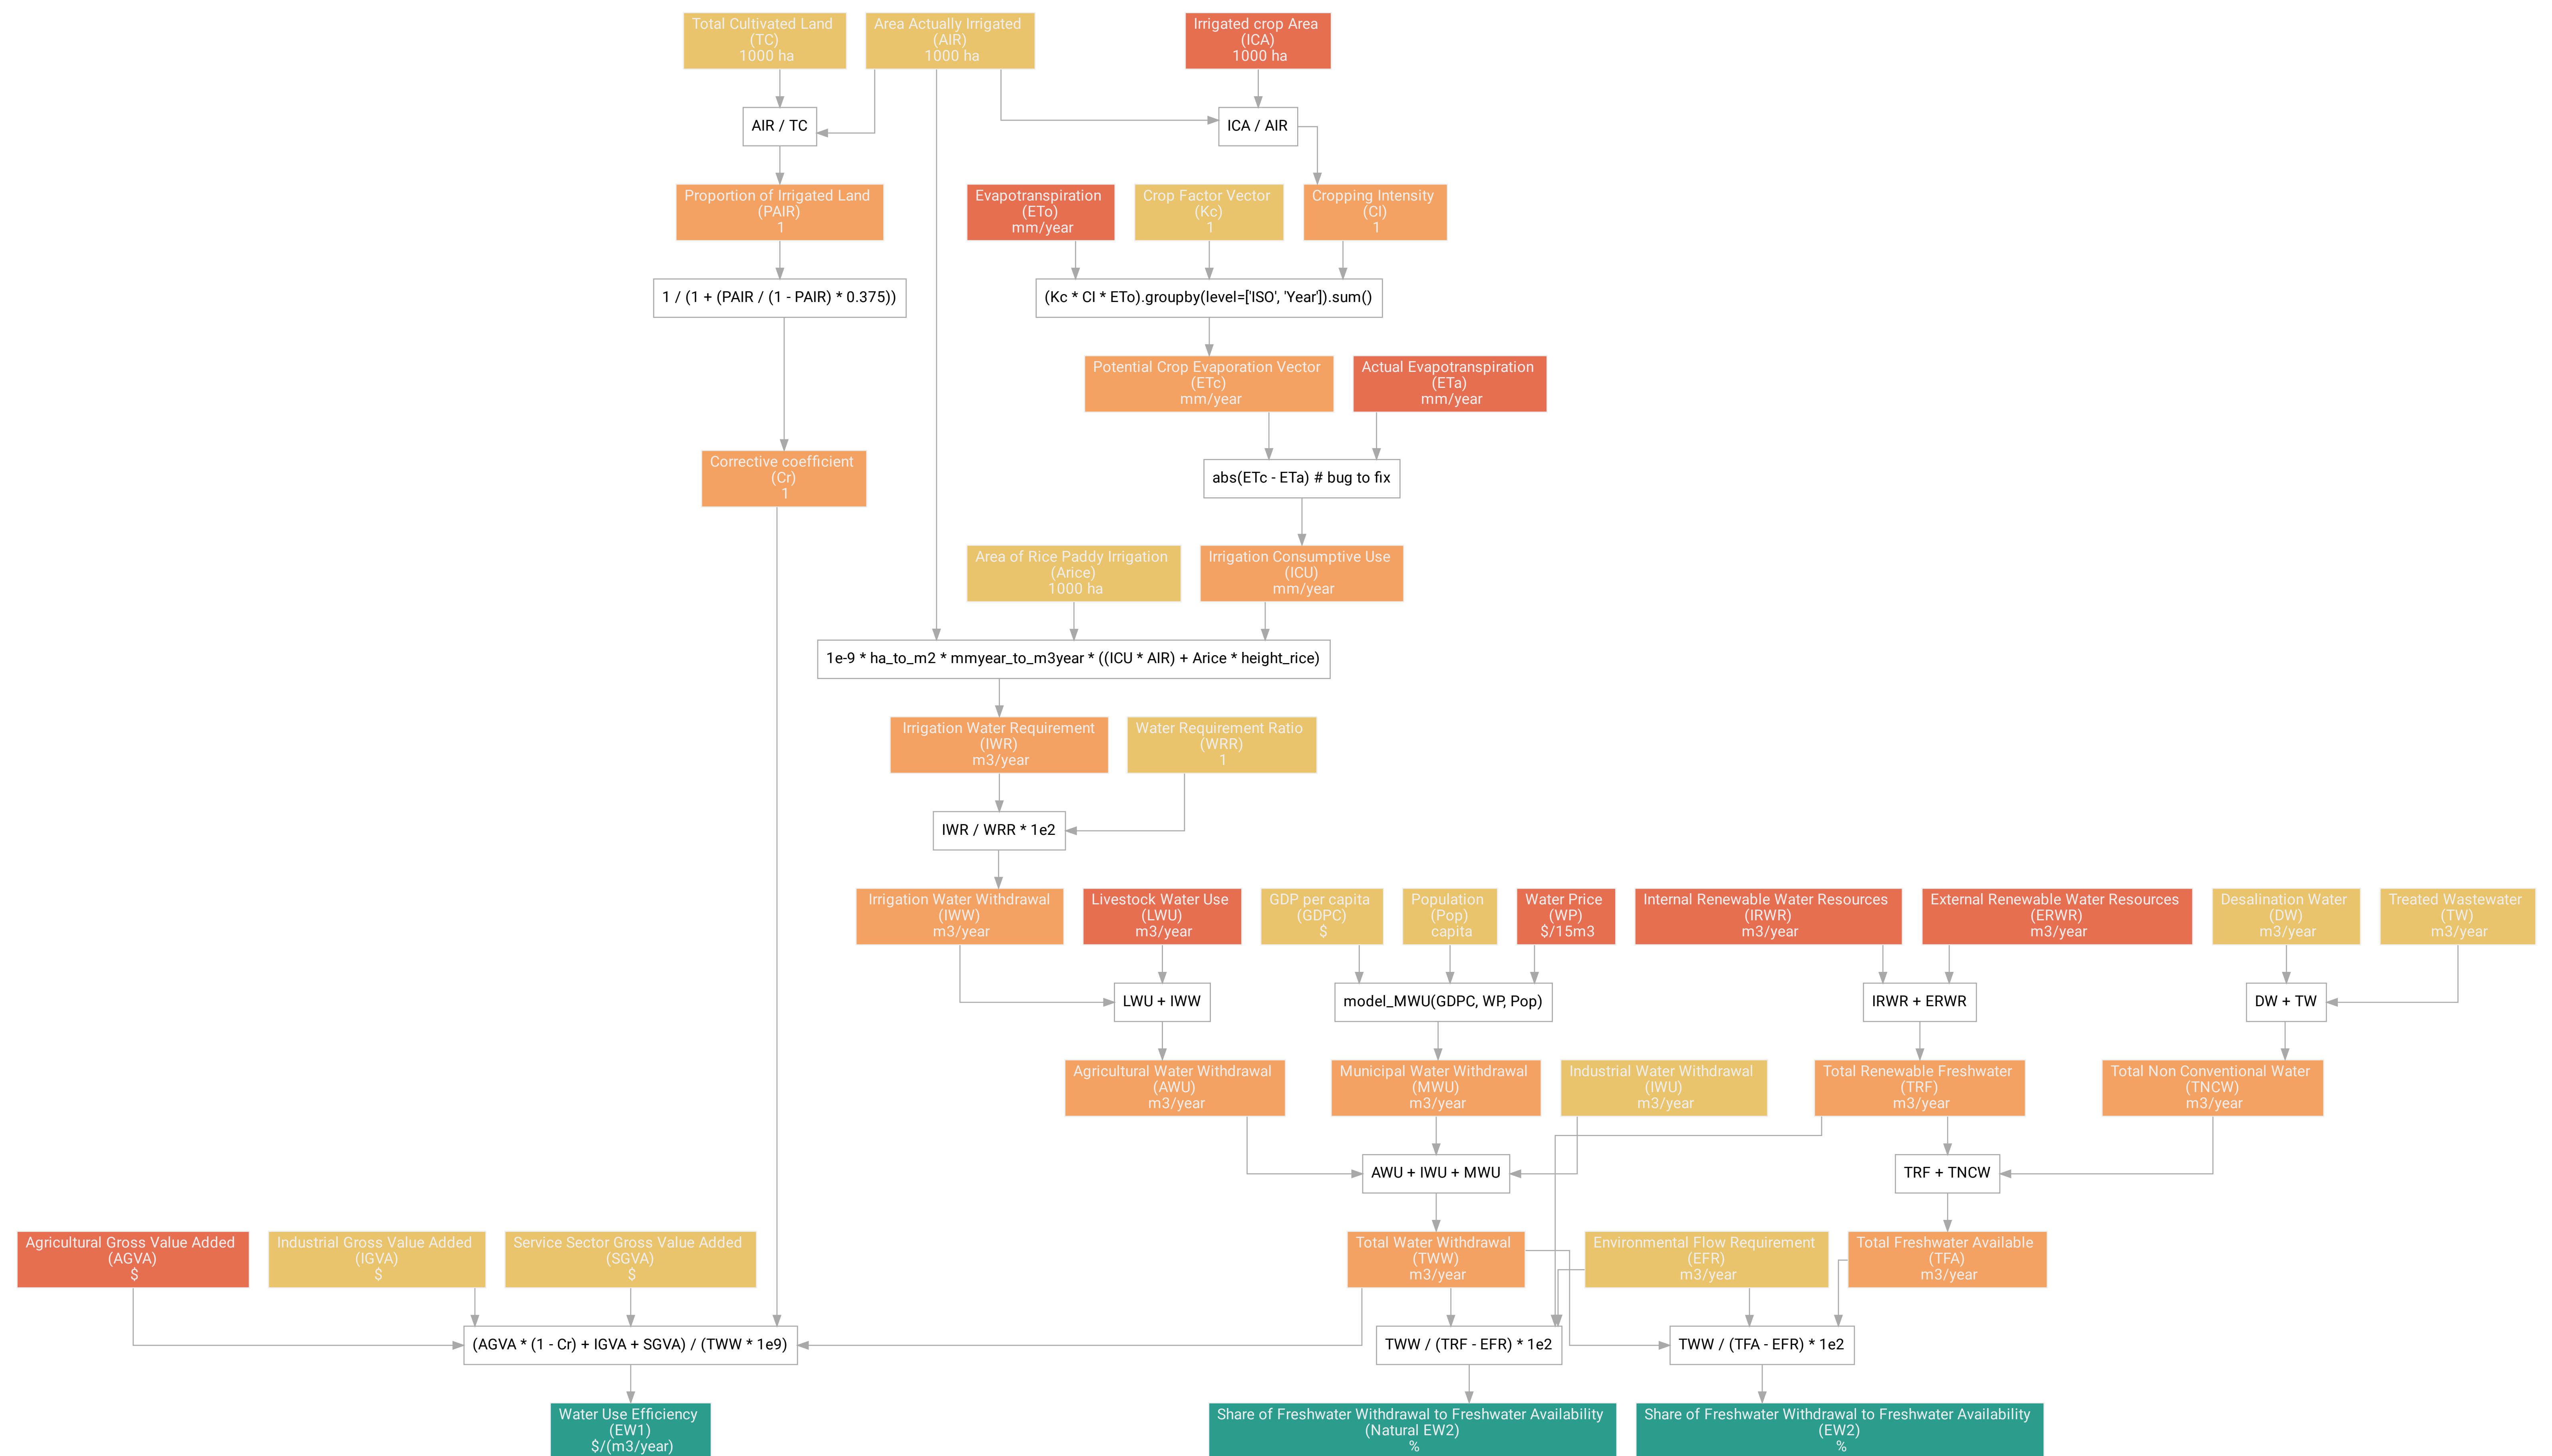 Total Cultivated Land
(TC)
1000 ha
Area Actually Irrigated
(AIR)
1000 ha
Irrigated crop Area
(ICA)
1000 ha
AIR / TC
ICA / AIR
Proportion of Irrigated Land
(PAIR)
1
Evapotranspiration
(ETo)
mm/year
Crop Factor Vector
(Kc)
1
Cropping Intensity
(CI)
1
1 / (1 + (PAIR / (1 - PAIR) * 0.375))
(Kc * CI * ETo).groupby(level=['ISO', 'Year']).sum()
Potential Crop Evaporation Vector
(ETc)
mm/year
Actual Evapotranspiration
(ETa)
mm/year
Corrective coefficient
(Cr)
1
abs(ETc - ETa) # bug to fix
Area of Rice Paddy Irrigation
(Arice)
1000 ha
Irrigation Consumptive Use
(ICU)
mm/year
1e-9 * ha_to_m2 * mmyear_to_m3year * ((ICU * AIR) + Arice * height_rice)
Irrigation Water Requirement
(IWR)
m3/year
Water Requirement Ratio
(WRR)
1
IWR / WRR * 1e2
Irrigation Water Withdrawal
(IWW)
m3/year
Livestock Water Use
(LWU)
m3/year
GDP per capita
(GDPC)
$
Population
(Pop)
capita
Water Price
(WP)
$/15m3
Internal Renewable Water Resources
(IRWR)
m3/year
External Renewable Water Resources
(ERWR)
m3/year
Desalination Water
(DW)
m3/year
Treated Wastewater
(TW)
m3/year
LWU + IWW
model_MWU(GDPC, WP, Pop)
IRWR + ERWR
DW + TW
Agricultural Water Withdrawal
(AWU)
m3/year
Municipal Water Withdrawal
(MWU)
m3/year
Industrial Water Withdrawal
(IWU)
m3/year
Total Renewable Freshwater
(TRF)
m3/year
Total Non Conventional Water
(TNCW)
m3/year
AWU + IWU + MWU
TRF + TNCW
Agricultural Gross Value Added
(AGVA)
$
Industrial Gross Value Added
(IGVA)
$
Service Sector Gross Value Added
(SGVA)
$
Total Water Withdrawal
(TWW)
m3/year
Environmental Flow Requirement
(EFR)
m3/year
Total Freshwater Available
(TFA)
m3/year
(AGVA * (1 - Cr) + IGVA + SGVA) / (TWW * 1e9)
TWW / (TRF - EFR) * 1e2
TWW / (TFA - EFR) * 1e2
Water Use Efficiency
(EW1)
$/(m3/year)
Share of Freshwater Withdrawal to Freshwater Availability
(Natural EW2)
%
Share of Freshwater Withdrawal to Freshwater Availability
(EW2)
%